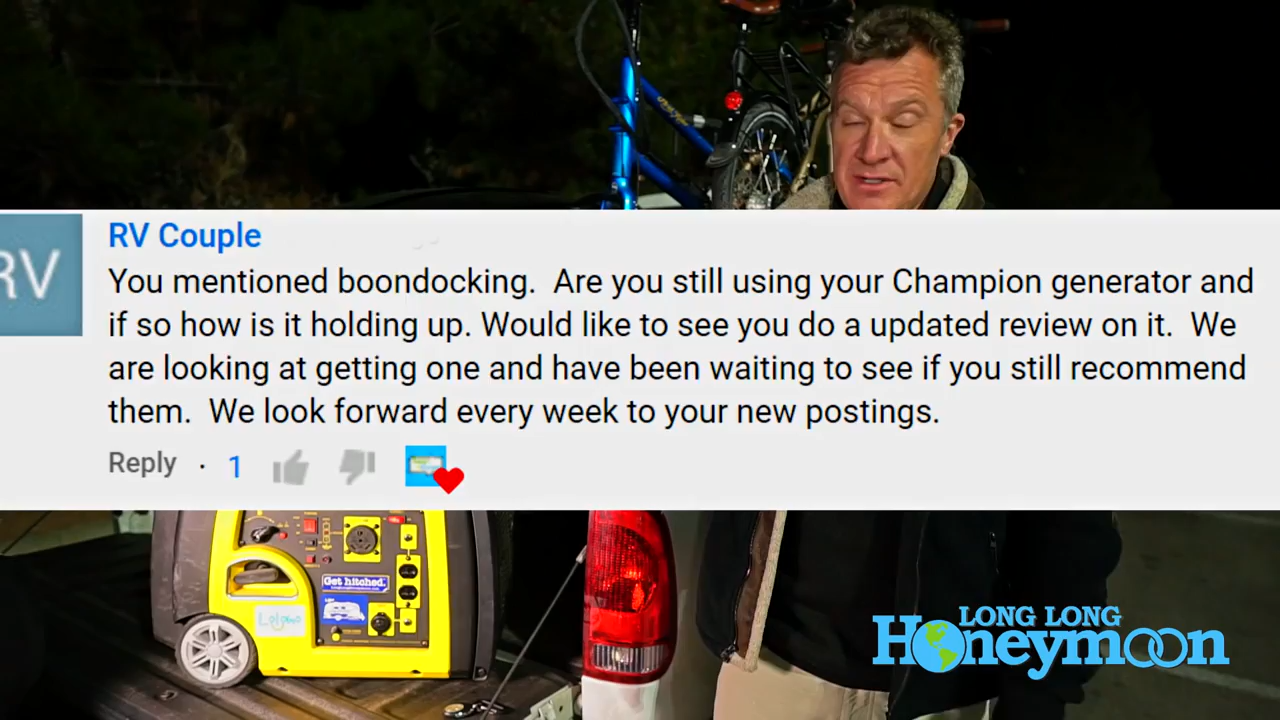 RV
RV Couple
You mentioned boondocking.  Are you still using your Champion generator and
if so how is it holding up. Would like to see you do a updated review on it.  We
are looking at getting one and have been waiting to see if you still recommend
them.  We look forward every week to your new postings.
Reply · 1
Get hitched.
LONG LONG
Honeymoon